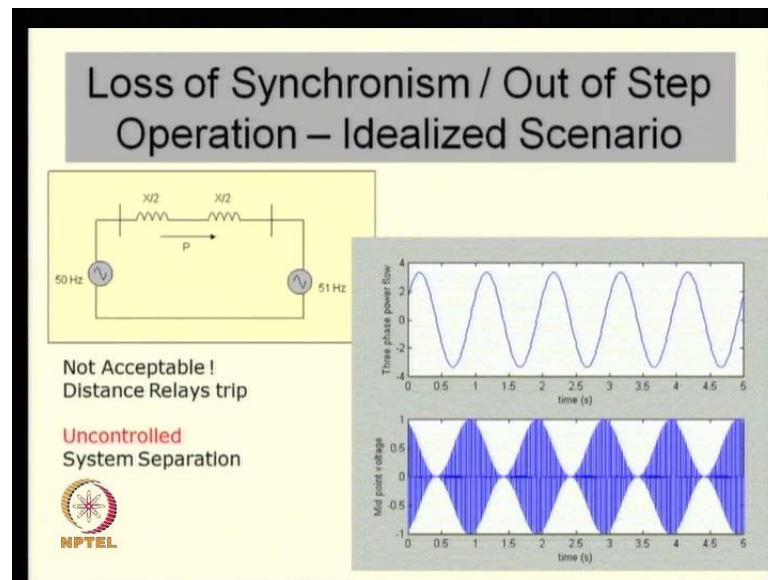 Loss of Synchronism / Out of Step
Operation – Idealized Scenario
X/2 X/2
P
50 Hz
51 Hz
Not Acceptable !
Distance Relays trip
Uncontrolled
System Separation
NPTEL
Three phase power flow
4
2
0
-2
-4
0 0.5 1 1.5 2 2.5 3 3.5 4 4.5 5
time (s)
Mid point voltage
1
0.5
0
-0.5
-1
0 0.5 1 1.5 2 2.5 3 3.5 4 4.5 5
time (s)